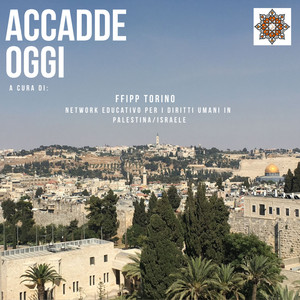 ACCADDE
OGGI
A CURA DI:
FFIPP TORINO
NETWORK EDUCATIVO PER I DIRITTI UMANI IN
PALESTINA/ISRAELE